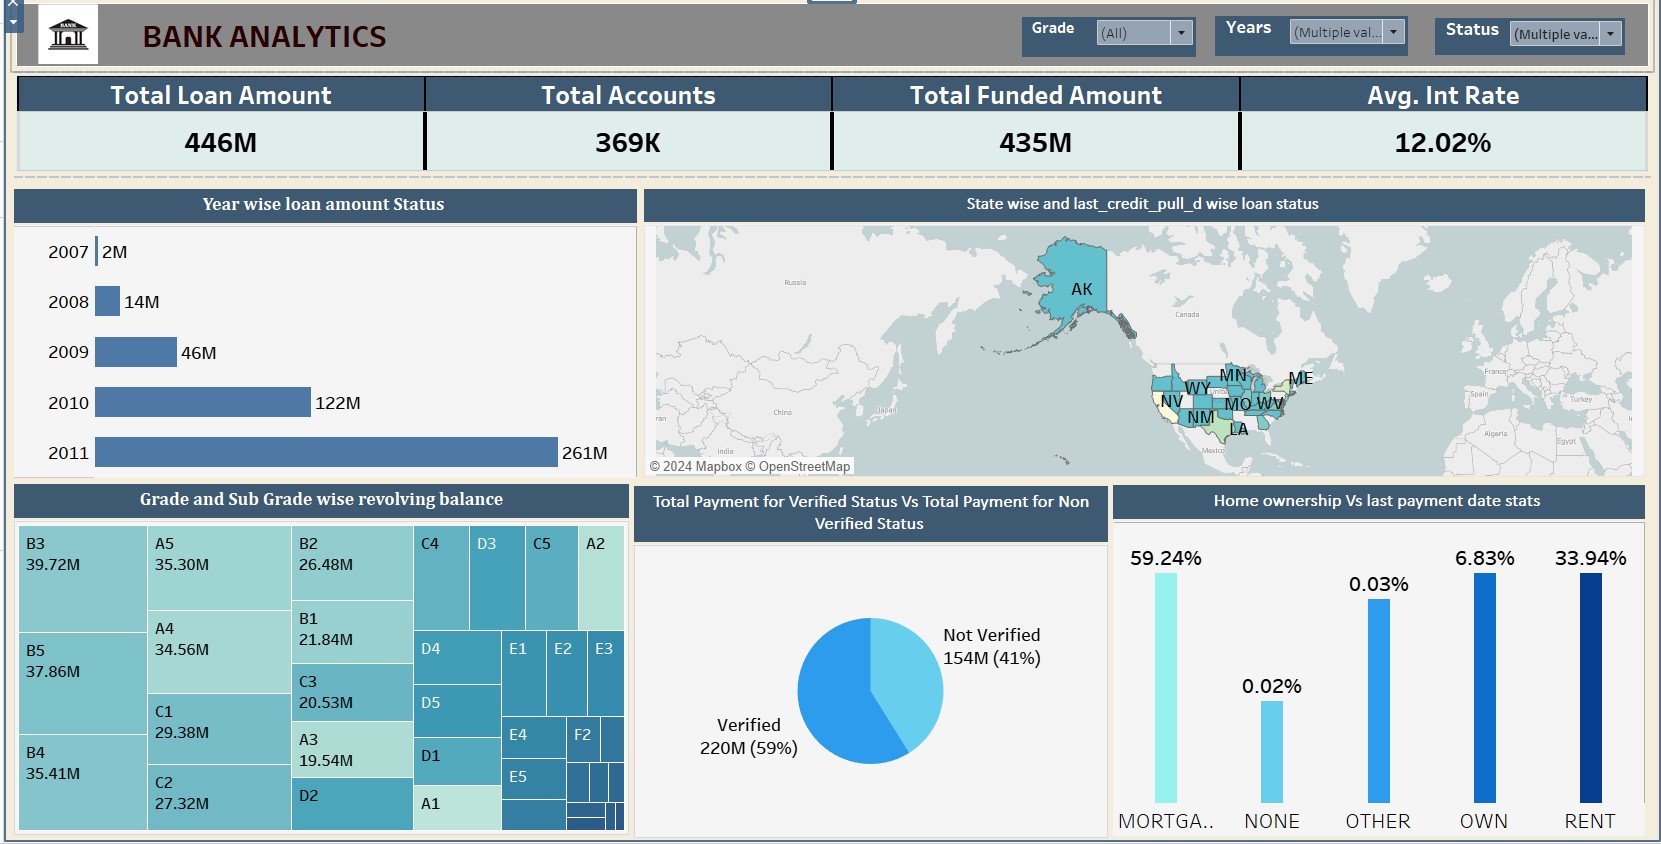 BANK
BANK ANALYTICS
Grade
(All)
Years
(Multiple val...
Status
(Multiple va...
Total Loan Amount
Total Accounts
Total Funded Amount
Avg. Int Rate
446M
369K
435M
12.02%
Year wise loan amount Status
2007
2M
2008
14M
2009
46M
2010
122M
2011
261M
State wise and last_credit_pull_d wise loan status
Russia
AK
Canada
MN
ME
WY
NV
MO
WV
NM
LA
China
Japan
India
Mexico
France
Spain
Turkey
Algeria
Egypt
© 2024 Mapbox © OpenStreetMap
Grade and Sub Grade wise revolving balance
B3
39.72M
B5
37.86M
B4
35.41M
A5
35.30M
A4
34.56M
C1
29.38M
C2
27.32M
B2
26.48M
B1
21.84M
C3
20.53M
A3
19.54M
D2
C4
D3
C5
A2
D4
D5
D1
A1
E1
E2
E3
E4
F2
E5
Total Payment for Verified Status Vs Total Payment for Non
Verified Status
Not Verified
154M (41%)
Verified
220M (59%)
Home ownership Vs last payment date stats
59.24%
0.02%
0.03%
6.83%
33.94%
MORTGA..
NONE
OTHER
OWN
RENT